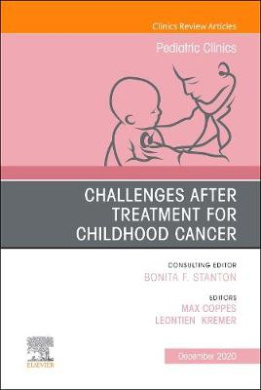 Clinics Review Articles
Pediatric Clinics
CHALLENGES AFTER
TREATMENT FOR
CHILDHOOD CANCER
CONSULTING EDITOR
BONITA F. STANTON
EDITORS
MAX COPPES
LEONTIEN KREMER
ELSEVIER
December 2020